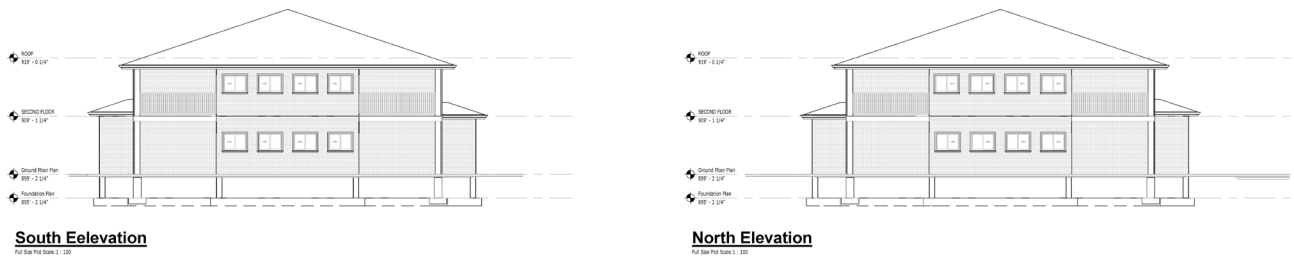 ROOF
919' - 0 1/4"
SECOND FLOOR
909' - 1 1/4"
Ground Floor Plan
899' - 2 1/4"
Foundation Plan
895' - 2 1/4"
South Eelevation
Full Size Plot Scale:1 : 100
ROOF
919' - 0 1/4"
SECOND FLOOR
909' - 1 1/4"
Ground Floor Plan
899' - 2 1/4"
Foundation Plan
895' - 2 1/4"
North Elevation
Full Size Plot Scale:1 : 100